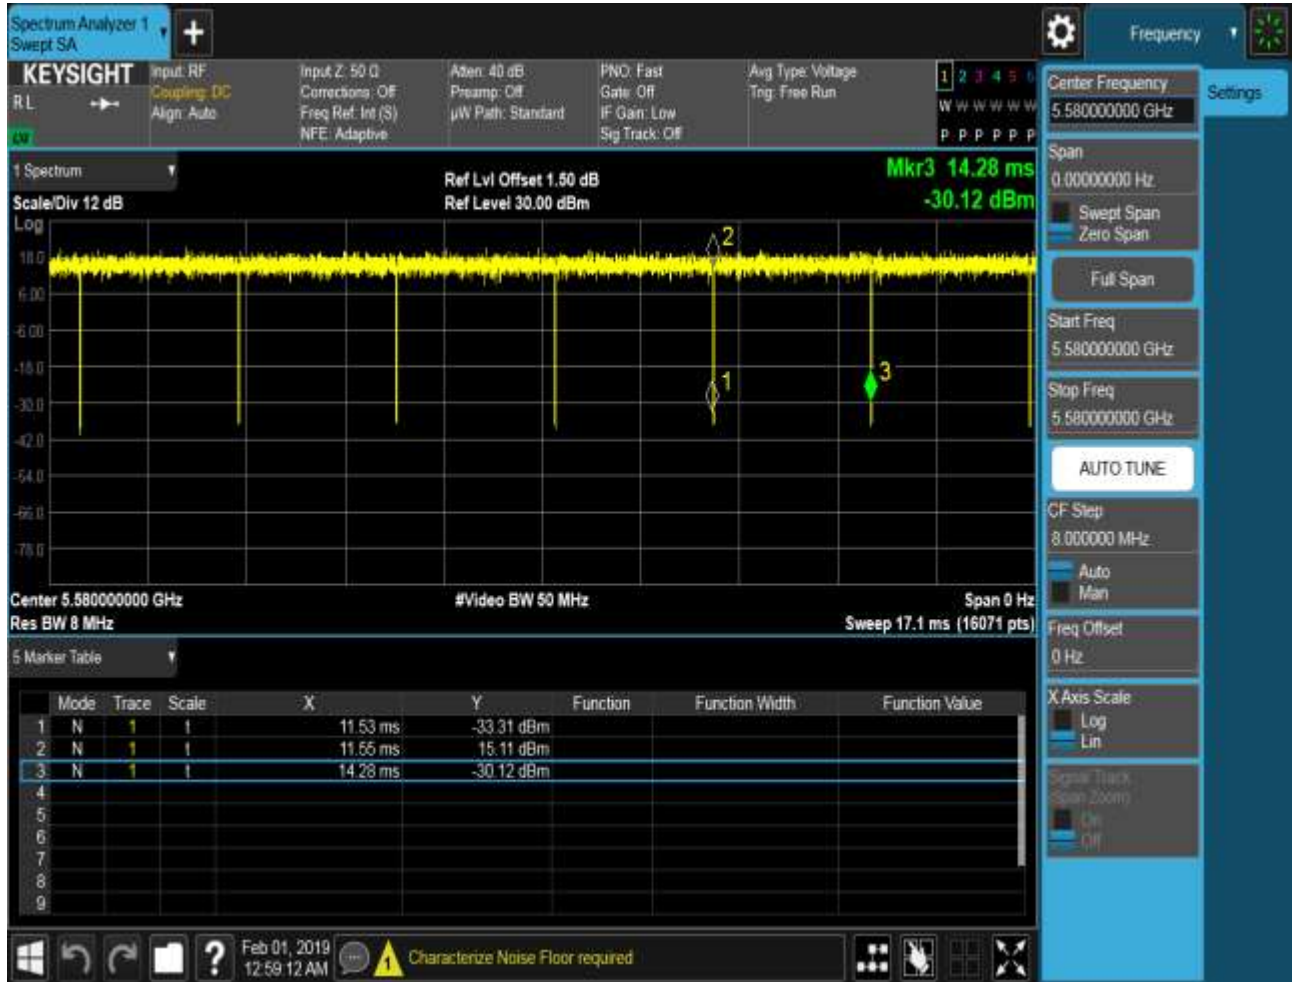 Spectrum Analyzer 1
Swept SA
Frequency
KEYSIGHT
RL
Input: RF
Coupling: DC
Align: Auto
Input Z: 50 Ω
Corrections: Off
Freq Ref: Int (S)
NFE: Adaptive
Atten: 40 dB
Preamp: Off
µW Path: Standard
PNO: Fast
Gate: Off
IF Gain: Low
Sig Track: Off
Avg Type: Voltage
Trig: Free Run
1 2 3 4 5 6
W W W W W W
P P P P P P
1 Spectrum
Scale/Div 12 dB
Ref Lvl Offset 1.50 dB
Ref Level 30.00 dBm
Mkr3 14.28 ms
-30.12 dBm
Log
18.0
6.00
-6.00
-18.0
-30.0
-42.0
-54.0
-66.0
-78.0
2
1
3
Center 5.580000000 GHz
#Video BW 50 MHz
Span 0 Hz
Res BW 8 MHz
Sweep 17.1 ms (16071 pts)
5 Marker Table
Mode Trace Scale X Y Function Function Width Function Value
1 N 1 t 11.53 ms -33.31 dBm
2 N 1 t 11.55 ms 15.11 dBm
3 N 1 t 14.28 ms -30.12 dBm
4
5
6
7
8
9
Feb 01, 2019
12:59:12 AM
1
Characterize Noise Floor required
Settings
Center Frequency
5.580000000 GHz
Span
0.00000000 Hz
Swept Span
Zero Span
Full Span
Start Freq
5.580000000 GHz
Stop Freq
5.580000000 GHz
AUTO TUNE
CF Step
8.000000 MHz
Auto
Man
Freq Offset
0 Hz
X Axis Scale
Log
Lin
Signal Track
(Span Zoom)
On
Off